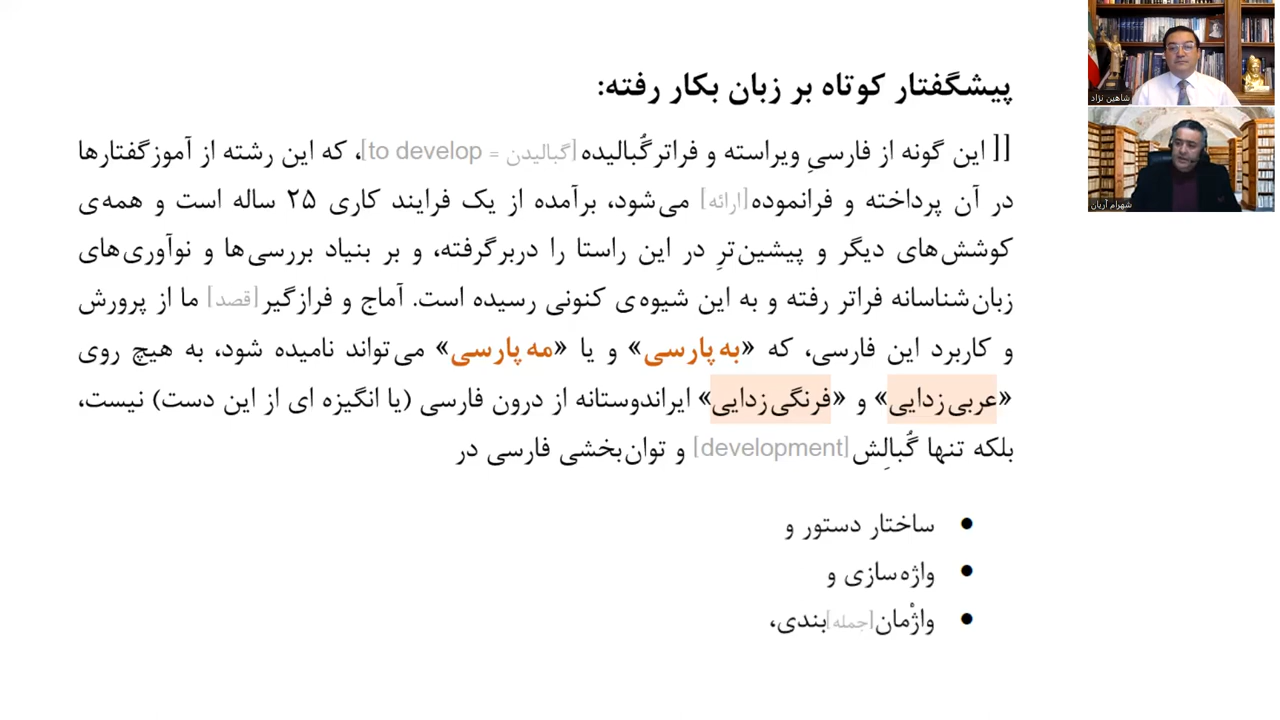 پیشگفتار کوتاه بر زبان بکار رفته:
[[ این گونه از فارسیِ ویراسته و فراترگُبالیده[گبالیدن = to develop]، که این رشته از آموزگفتارها
در آن پرداخته و فرانموده[ارائه] می‌شود، برآمده از یک فرایند کاری ۲۵ ساله است و همه‌ی
کوشش‌های دیگر و پیشین‌ترِ در این راستا را دربرگرفته، و بر بنیاد بررسی‌ها و نوآوری‌های
زبان‌شناسانه فراتر رفته و به این شیوه‌ی کنونی رسیده است. آماج و فرازگیر[قصد] ما از پرورش
و کاربرد این فارسی، که «به‌پارسی» و یا «مه‌پارسی» می‌تواند نامیده شود، به هیچ روی
«عربی‌زدایی» و «فرنگی‌زدایی» ایراندوستانه از درون فارسی (یا انگیزه ای از این دست) نیست،
بلکه تنها گُبالِش[development] و توان‌بخشی فارسی در
• ساختار دستور و
• واژه‌سازی و
• واژْمان[جمله]بندی،
شاهین نژاد
شهرام آریان